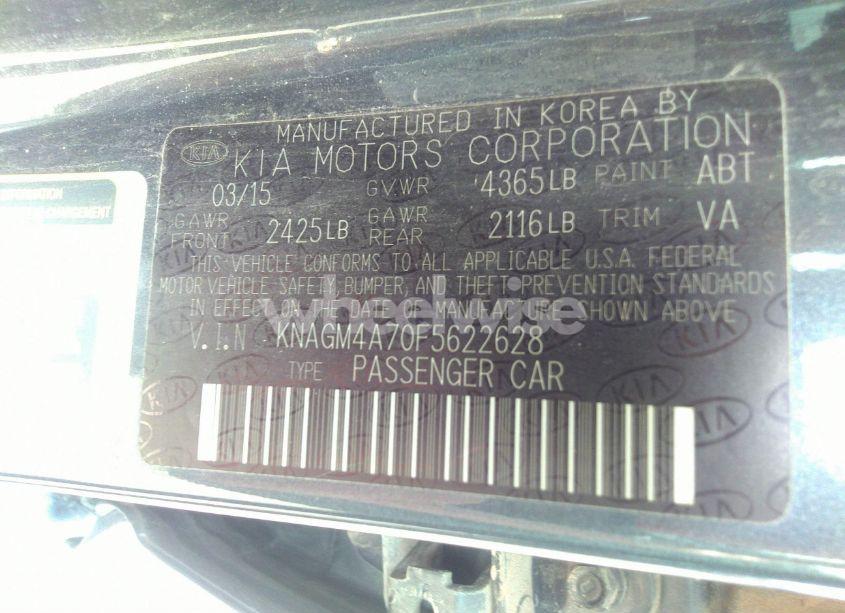 MANUFACTURED IN KOREA BY
KIA KIA MOTORS CORPORATION
03/15 GVWR 4365LB PAINT ABT
GAWR FRONT 2425LB GAWR REAR 2116LB TRIM VA
THIS VEHICLE CONFORMS TO ALL APPLICABLE U.S.A. FEDERAL
MOTOR VEHICLE SAFETY, BUMPER, AND THEFT PREVENTION STANDARDS
IN EFFECT ON THE DATE OF MANUFACTURE SHOWN ABOVE
V.I.N KNAGM4A70F5622628
TYPE PASSENGER CAR
wheelwise